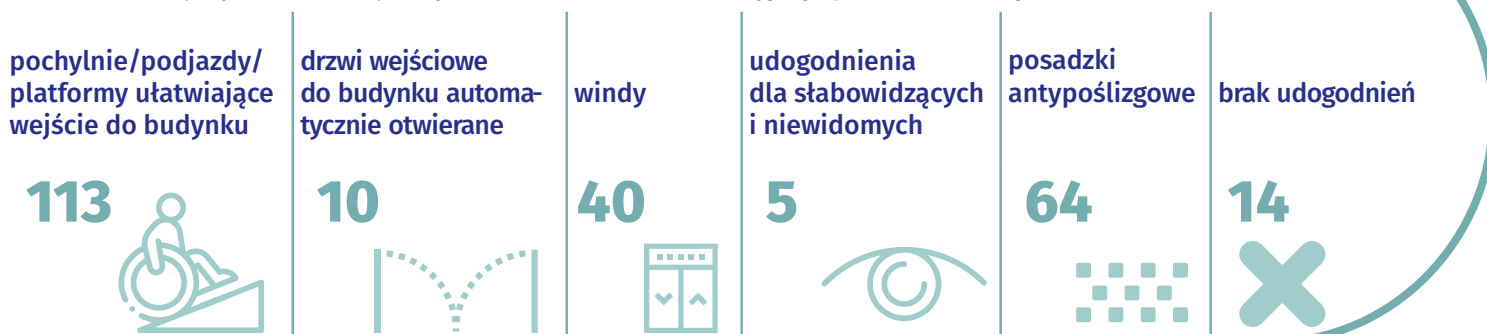 pochylnie/podjazdy/
platformy ułatwiające
wejście do budynku
113
drzwi wejściowe
do budynku automa-
tycznie otwierane
10
windy
40
udogodnienia
dla słabowidzących
i niewidomych
5
posadzki
antypoślizgowe
64
brak udogodnień
14